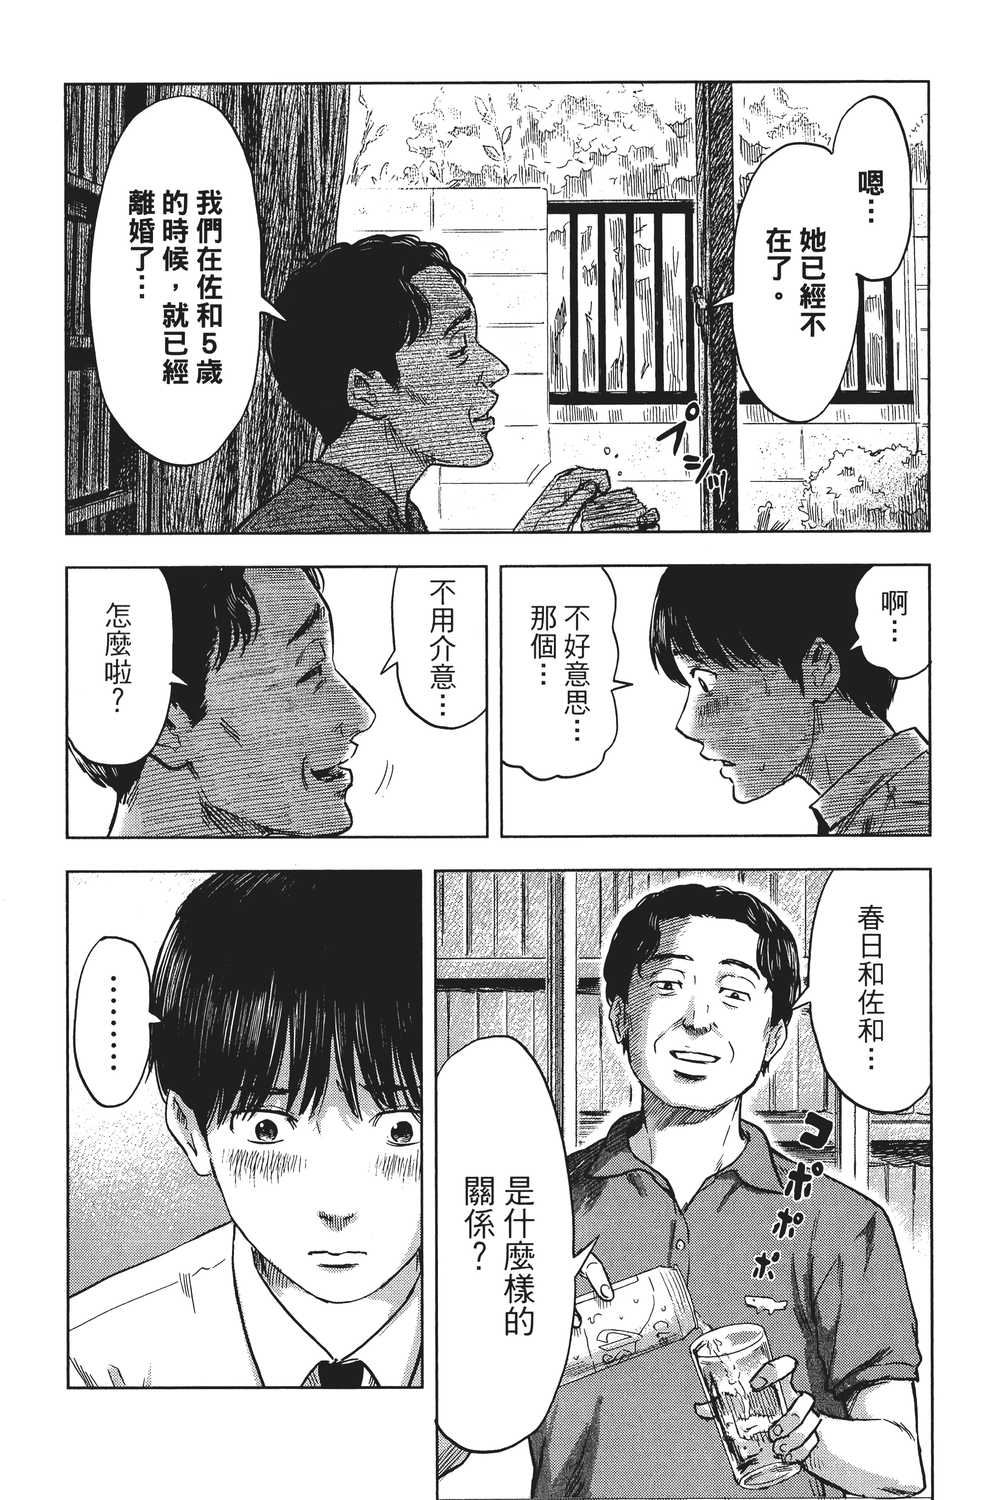 嗯…
她已經不
在了。
我們在佐和5歲
的時候，就已經
離婚了…
パシッ
啊…
不好意思…
那個…
不用介意…
怎麼啦？
春日和佐和…
是什麼樣的
關係？
コポポポ
………